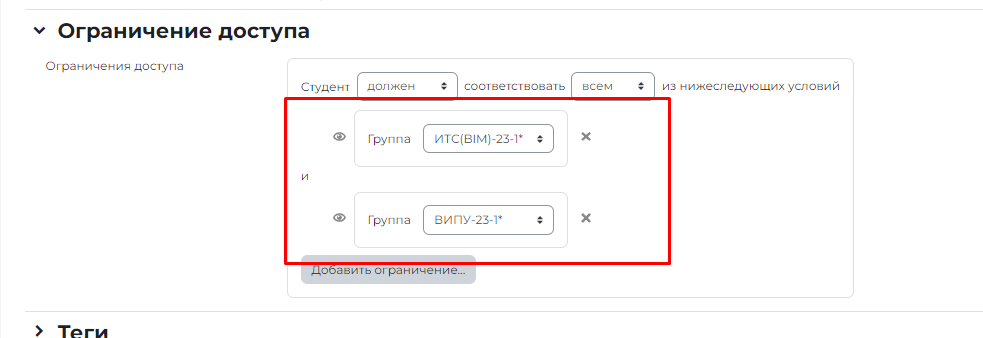 Ограничение доступа
Ограничения доступа
Студент должен соответствовать всем из нижеследующих условий
Группа ИТС(BIM)-23-1*
и
Группа ВИПУ-23-1*
Добавить ограничение...
Теги